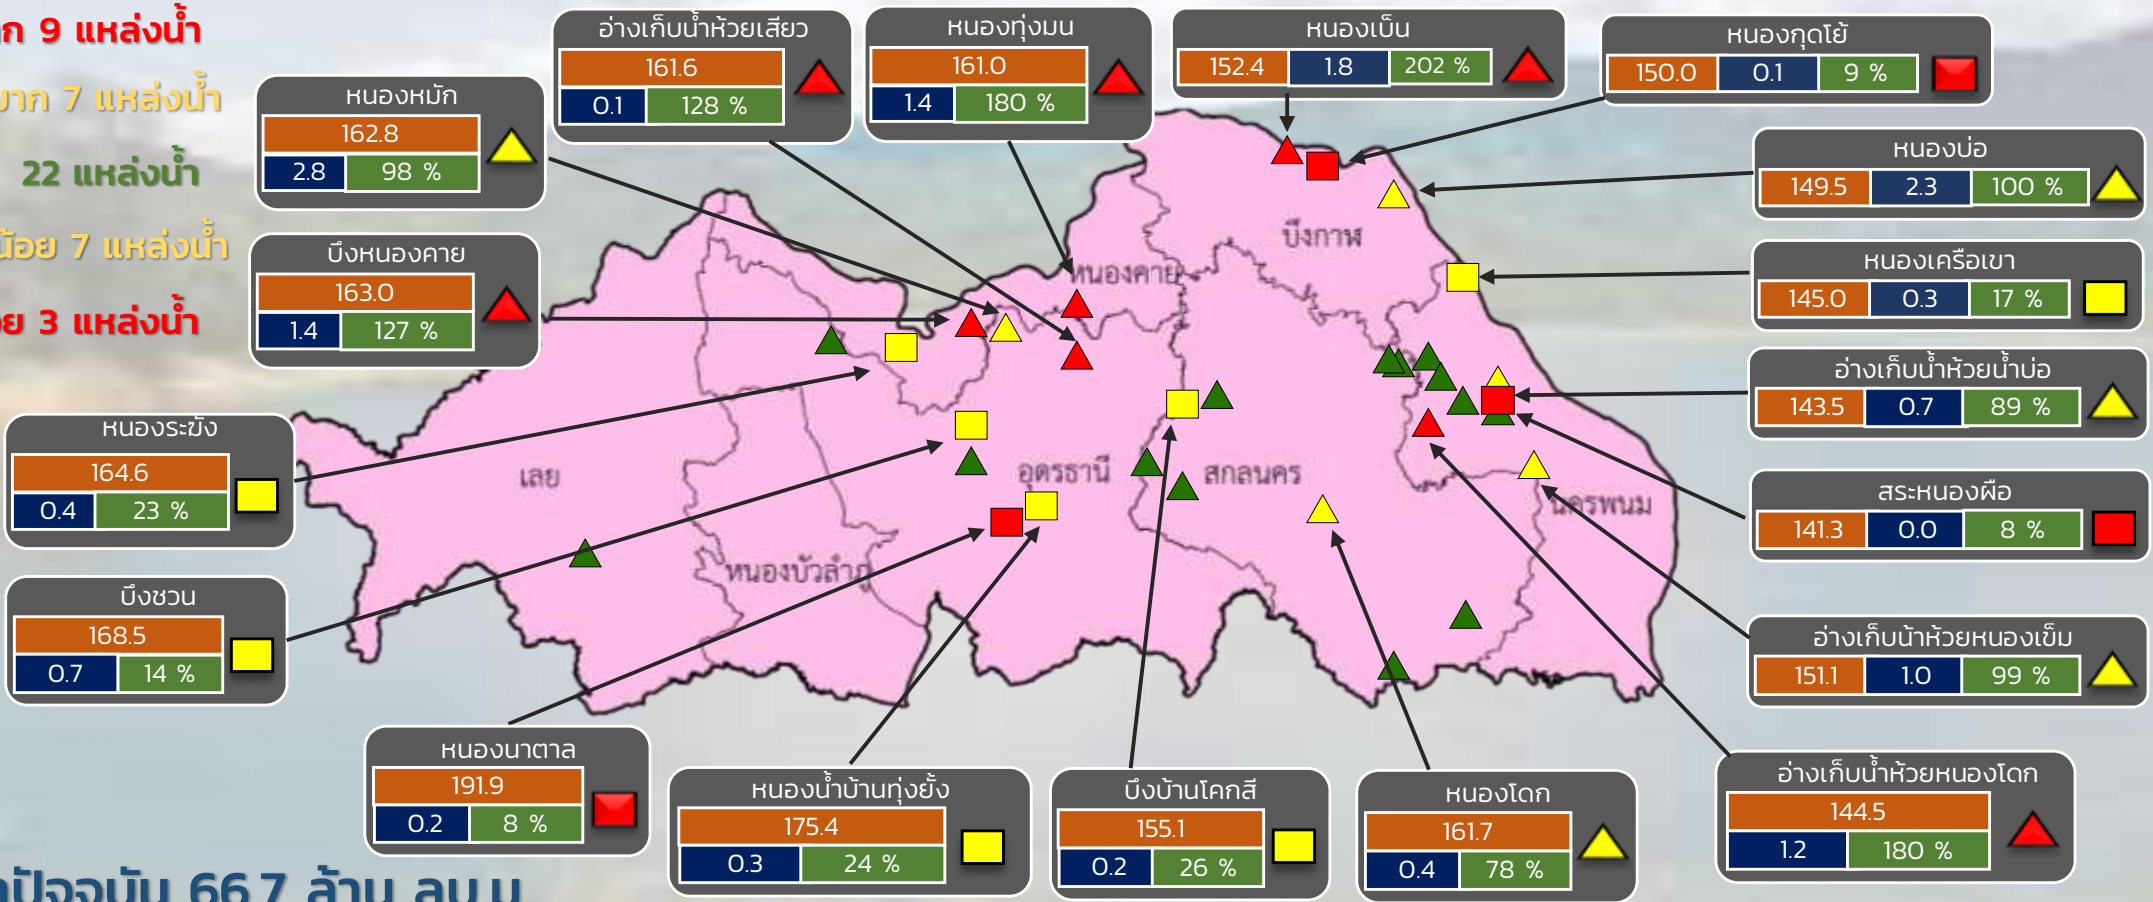 ก 9 แหล่งน้ำ
มาก 7 แหล่งน้ำ
22 แหล่งน้ำ
น้อย 7 แหล่งน้ำ
อย 3 แหล่งน้ำ
อ่างเก็บน้ำห้วยเสียว
161.6
0.1 128 %
หนองทุ่งมน
161.0
1.4 180 %
หนองเบ็น
152.4 1.8 202 %
หนองกุดโย้
150.0 0.1 9 %
หนองหมัก
162.8
2.8 98 %
หนองบ่อ
149.5 2.3 100 %
บึงหนองคาย
163.0
1.4 127 %
หนองเครือเขา
145.0 0.3 17 %
อ่างเก็บน้ำห้วยน้ำบ่อ
143.5 0.7 89 %
หนองระฆัง
164.6
0.4 23 %
สระหนองผือ
141.3 0.0 8 %
บึงชวน
168.5
0.7 14 %
อ่างเก็บน้ำห้วยหนองเข็ม
151.1 1.0 99 %
หนองนาตาล
191.9
0.2 8 %
หนองน้ำบ้านทุ่งยั้ง
175.4
0.3 24 %
บึงบ้านโคกสี
155.1
0.2 26 %
หนองโดก
161.7
0.4 78 %
อ่างเก็บน้ำห้วยหนองโดก
144.5
1.2 180 %
บึงกาฬ
หนองคาย
เลย
อุดรธานี
สกลนคร
นครพนม
หนองบัวลำภู
ปัจจุบัน 66.7 ล้าน ลบ.ม